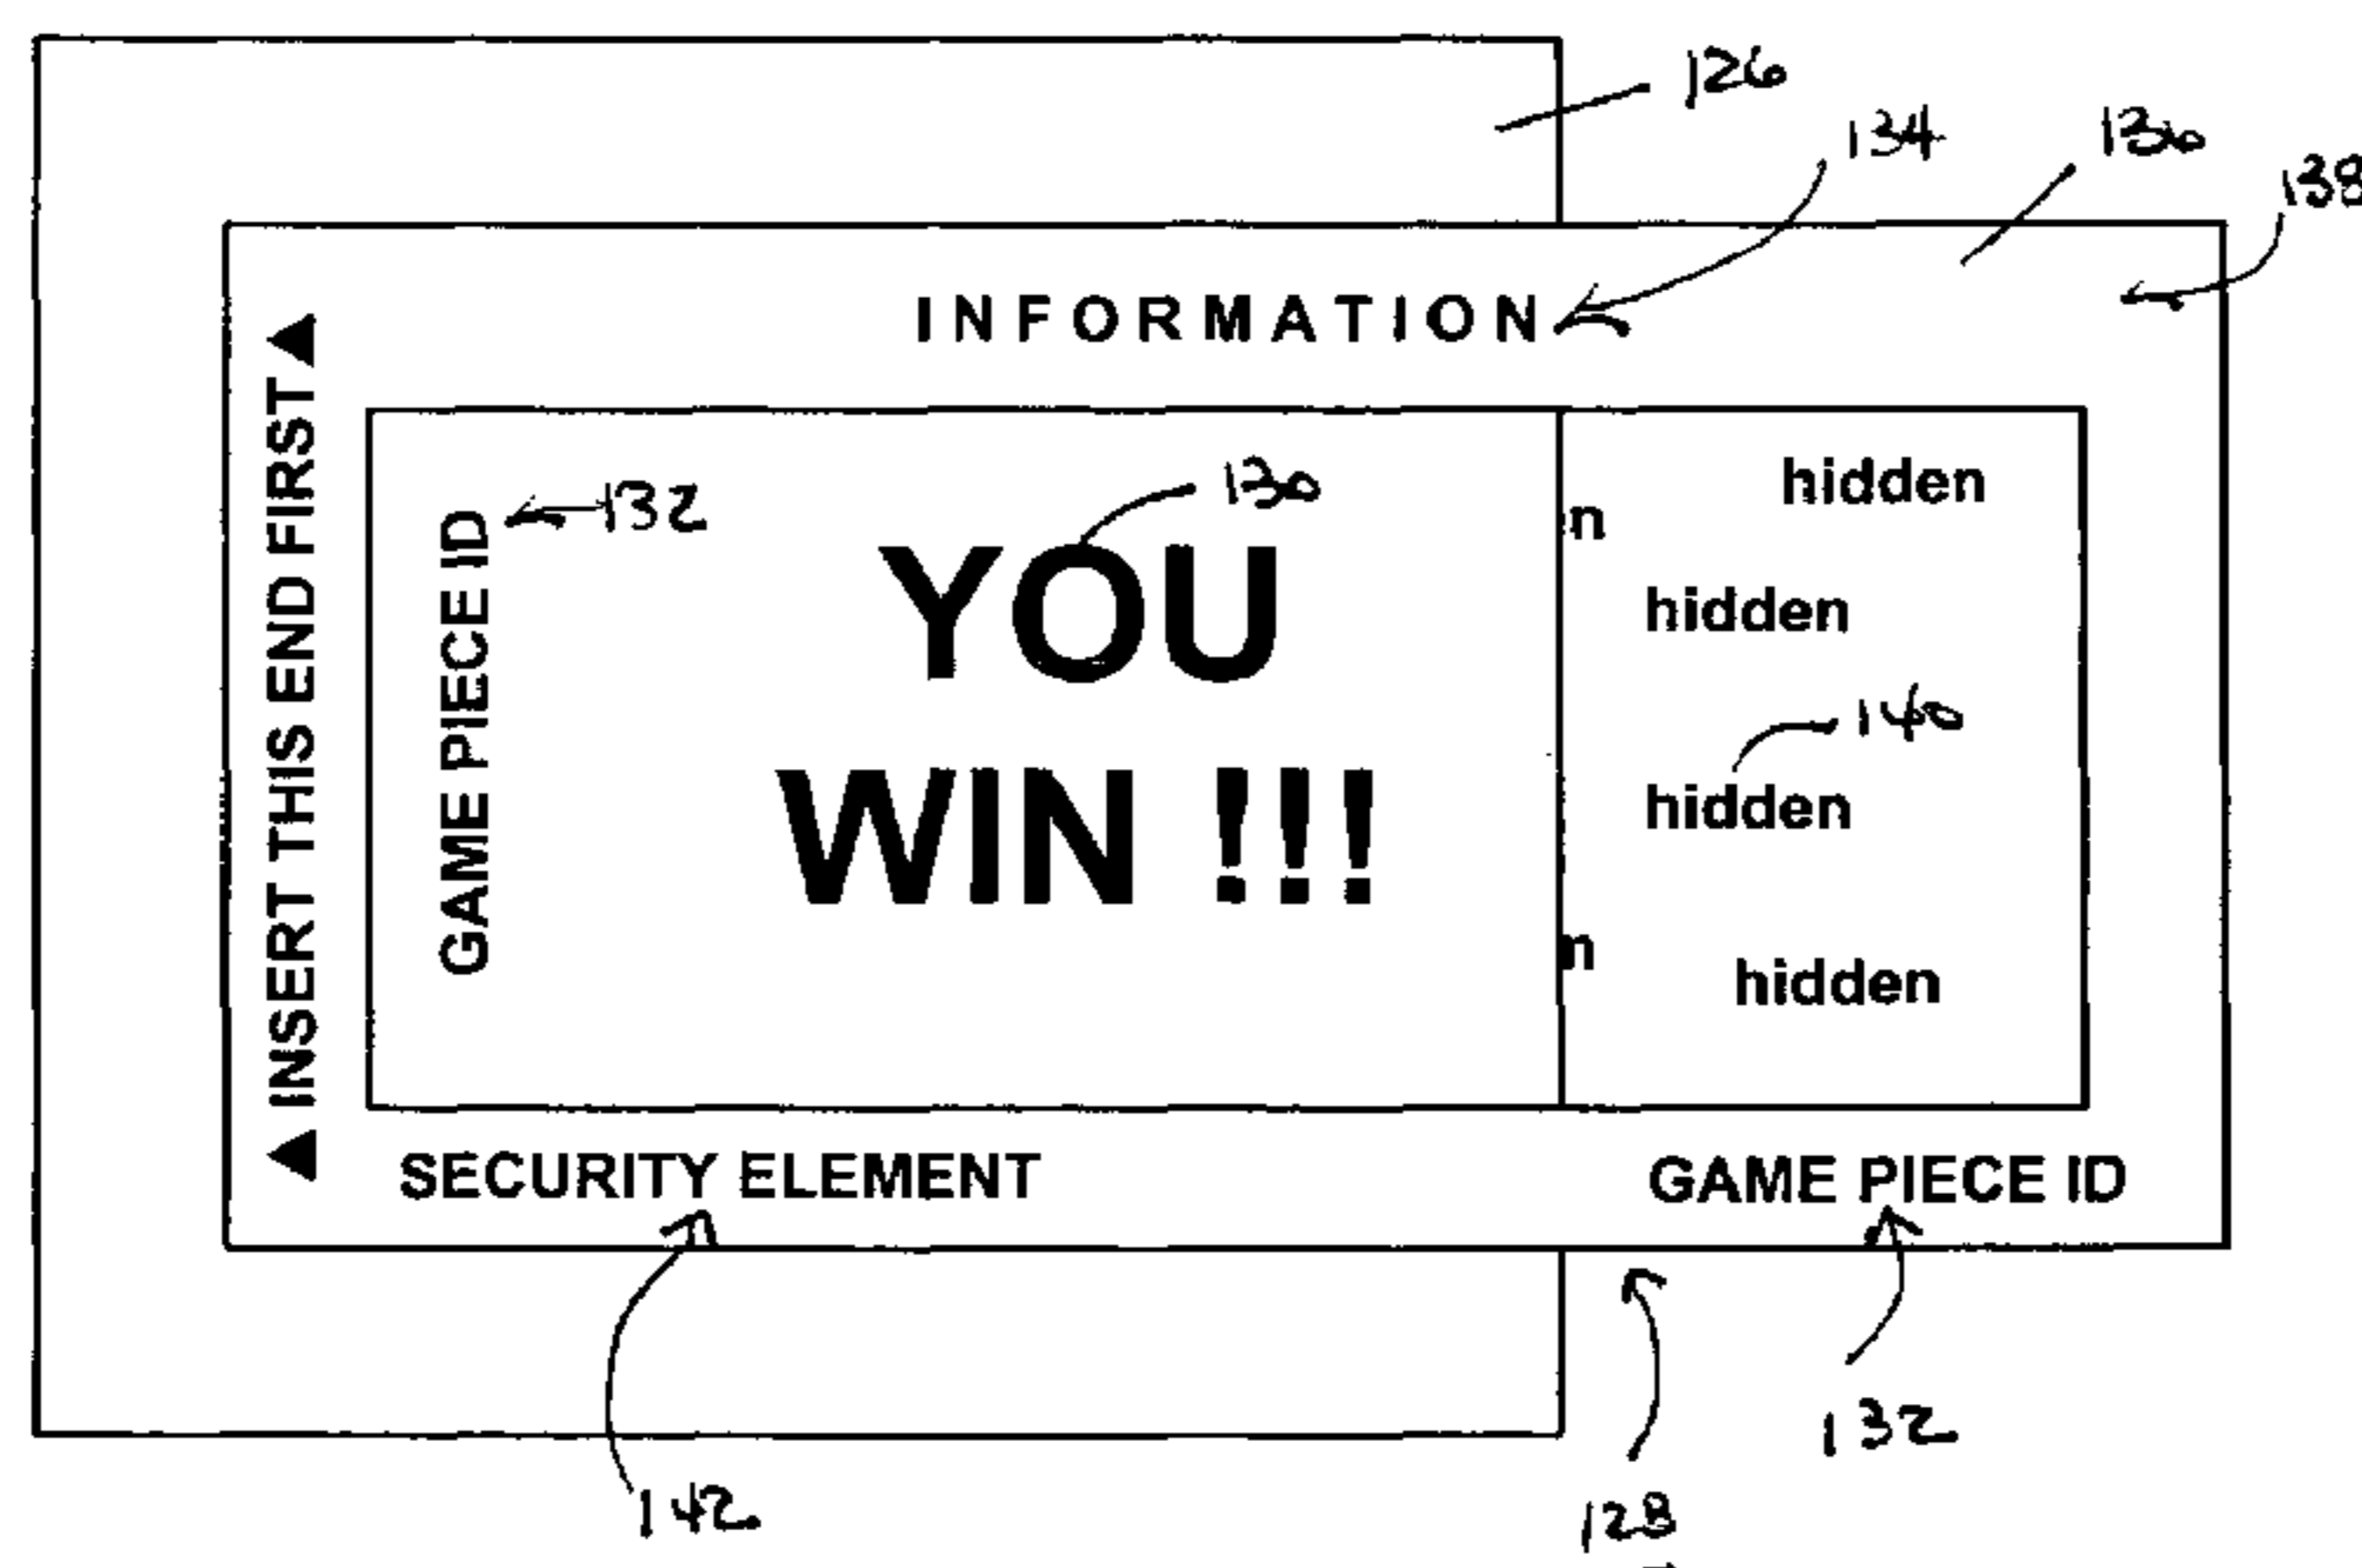 126
134
130
138
INFORMATION
◀ INSERT THIS END FIRST ◀
GAME PIECE ID
132
130
YOU
WIN !!!
n
hidden
hidden
140
hidden
n
hidden
SECURITY ELEMENT
GAME PIECE ID
142
128
132